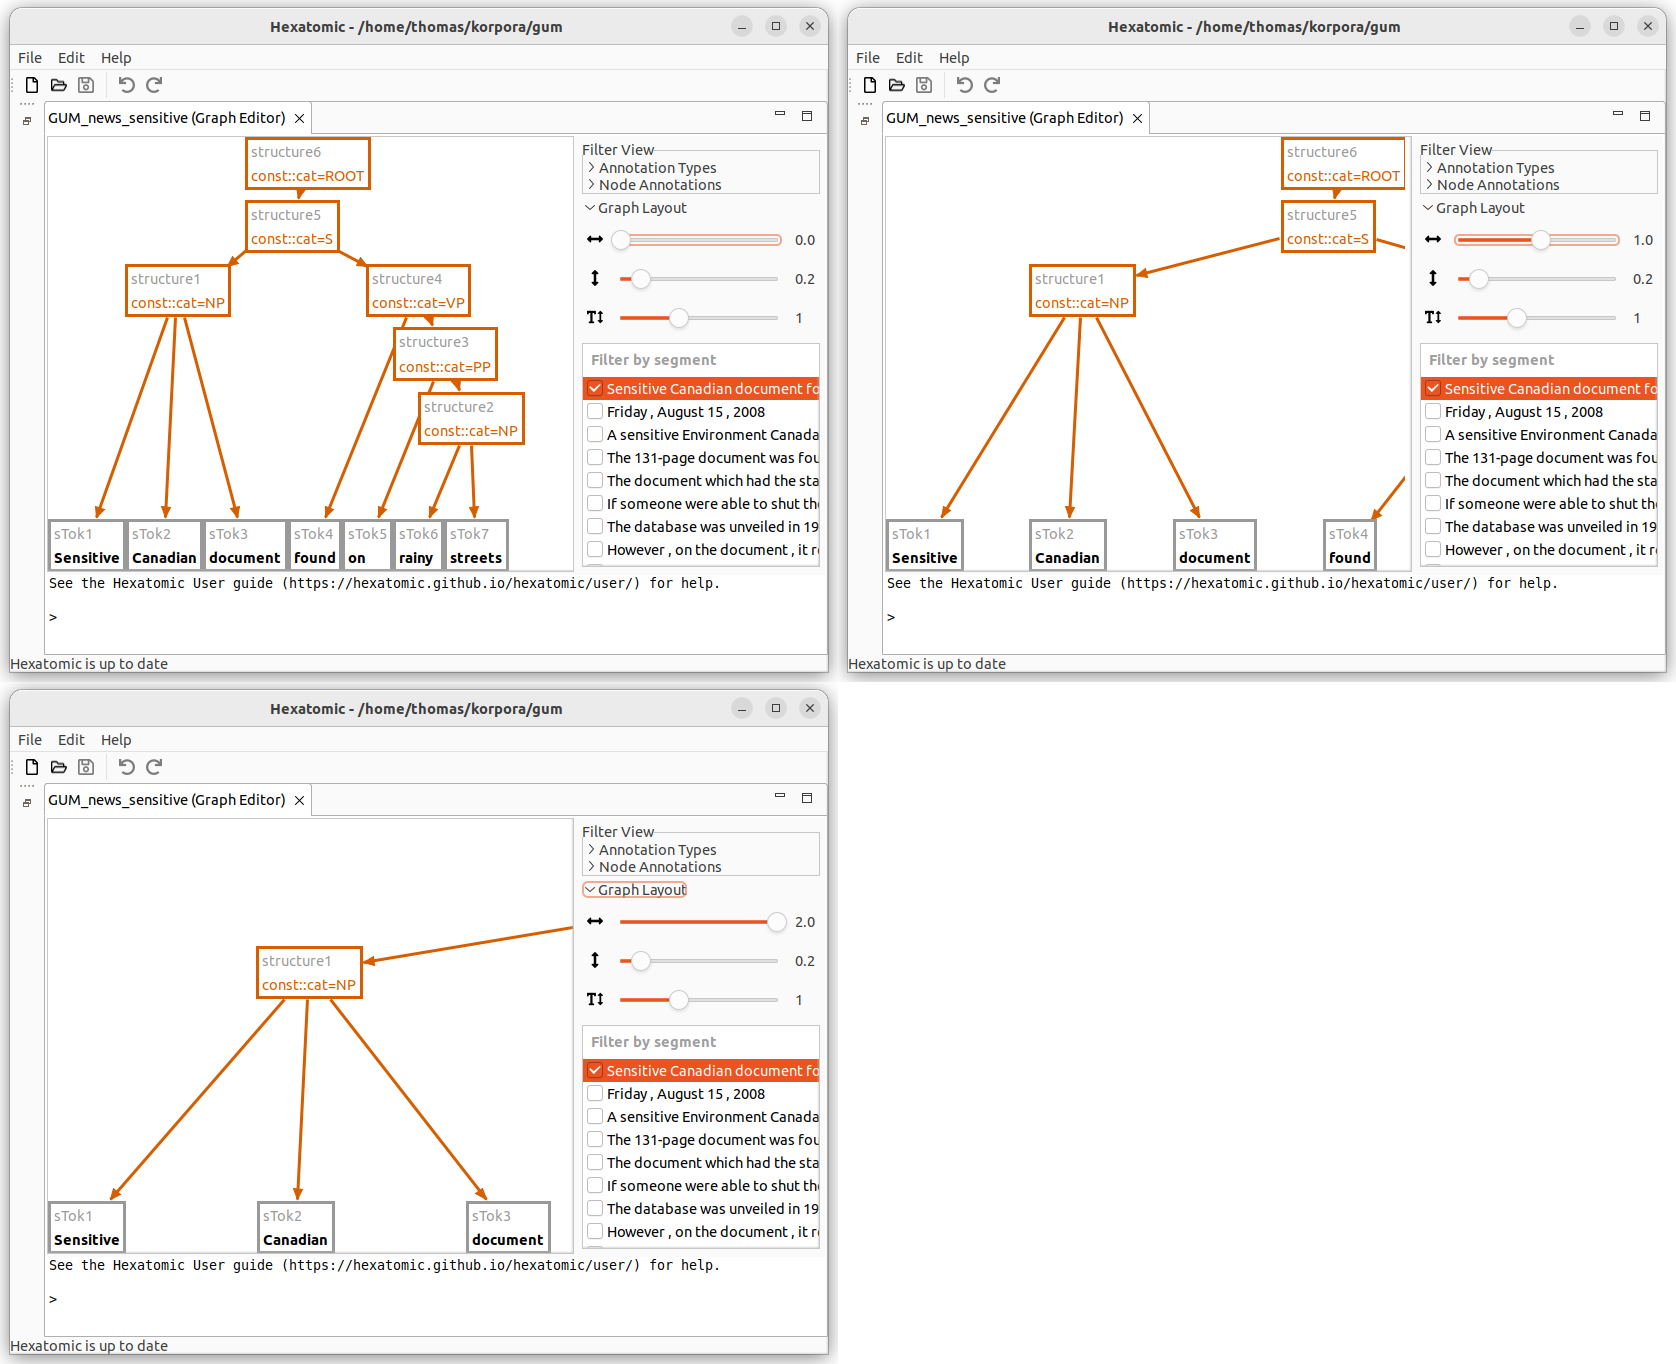 Hexatomic - /home/thomas/korpora/gum
File Edit Help
GUM_news_sensitive (Graph Editor)
structure6
const::cat=ROOT
structure5
const::cat=S
structure1
const::cat=NP
structure4
const::cat=VP
structure3
const::cat=PP
structure2
const::cat=NP
sTok1 sTok2 sTok3 sTok4 sTok5 sTok6 sTok7
Sensitive Canadian document found on rainy streets
Filter View
Annotation Types
Node Annotations
Graph Layout
0.0
0.2
T 1
Filter by segment
Sensitive Canadian document fo
Friday , August 15 , 2008
A sensitive Environment Canada
The 131-page document was fou
The document which had the sta
If someone were able to shut the
The database was unveiled in 19
However , on the document , it r
See the Hexatomic User guide (https://hexatomic.github.io/hexatomic/user/) for help.
>
Hexatomic is up to date
Hexatomic - /home/thomas/korpora/gum
File Edit Help
GUM_news_sensitive (Graph Editor)
structure6
const::cat=ROOT
structure5
const::cat=S
structure1
const::cat=NP
sTok1 sTok2 sTok3 sTok4
Sensitive Canadian document found
Filter View
Annotation Types
Node Annotations
Graph Layout
1.0
0.2
T 1
Filter by segment
Sensitive Canadian document fo
Friday , August 15 , 2008
A sensitive Environment Canada
The 131-page document was fou
The document which had the sta
If someone were able to shut the
The database was unveiled in 19
However , on the document , it r
See the Hexatomic User guide (https://hexatomic.github.io/hexatomic/user/) for help.
>
Hexatomic is up to date
Hexatomic - /home/thomas/korpora/gum
File Edit Help
GUM_news_sensitive (Graph Editor)
structure1
const::cat=NP
sTok1 sTok2 sTok3
Sensitive Canadian document
Filter View
Annotation Types
Node Annotations
Graph Layout
2.0
0.2
T 1
Filter by segment
Sensitive Canadian document fo
Friday , August 15 , 2008
A sensitive Environment Canada
The 131-page document was fou
The document which had the sta
If someone were able to shut the
The database was unveiled in 19
However , on the document , it r
See the Hexatomic User guide (https://hexatomic.github.io/hexatomic/user/) for help.
>
Hexatomic is up to date